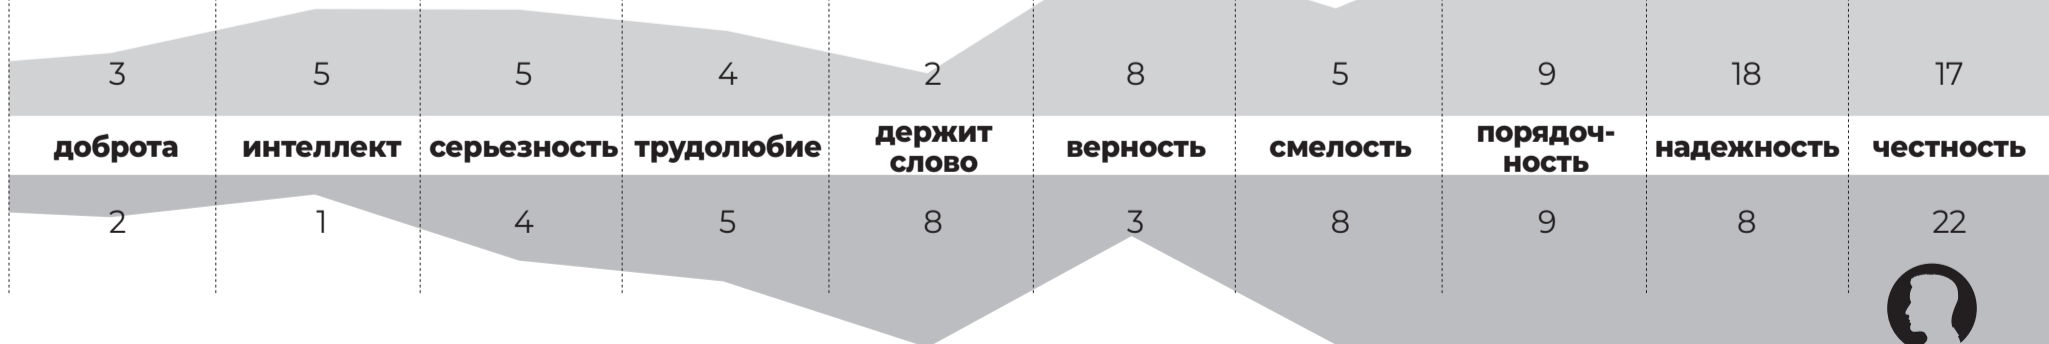 3 5 5 4 2 8 5 9 18 17
доброта интеллект серьезность трудолюбие держит слово верность смелость порядоч-ность надежность честность
2 1 4 5 8 3 8 9 8 22